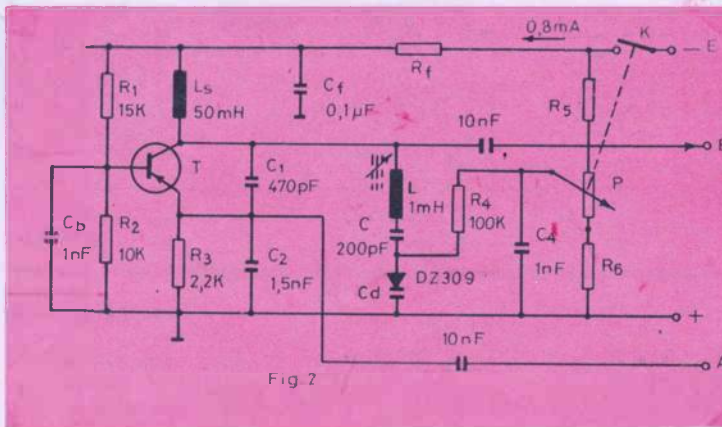 0,8mA
K
— E
R1
15K
Ls
50mH
Cf
0,1µF
Rf
R5
10nF
T
C1
470pF
L
1mH
R4
100K
P
Cb
1nF
R2
10K
R3
2,2K
C2
1,5nF
C
200pF
C4
1nF
R6
DZ309
Cd
+
10nF
A
Fig. 2